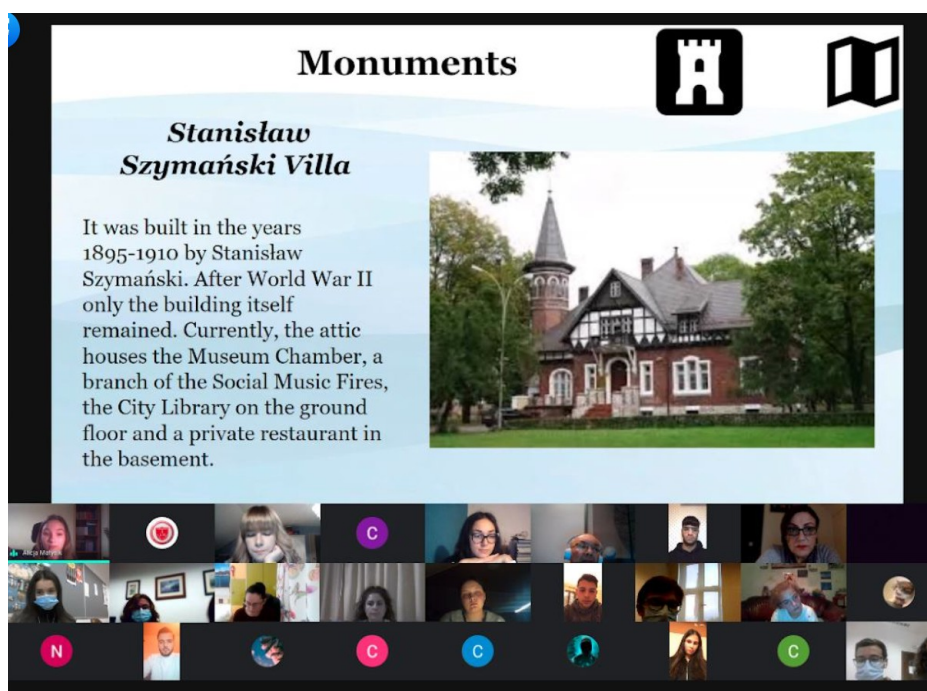 Monuments
Stanisław
Szymański Villa
It was built in the years
1895-1910 by Stanisław
Szymański. After World War II
only the building itself
remained. Currently, the attic
houses the Museum Chamber, a
branch of the Social Music Fires,
the City Library on the ground
floor and a private restaurant in
the basement.
C
N
C
C
C